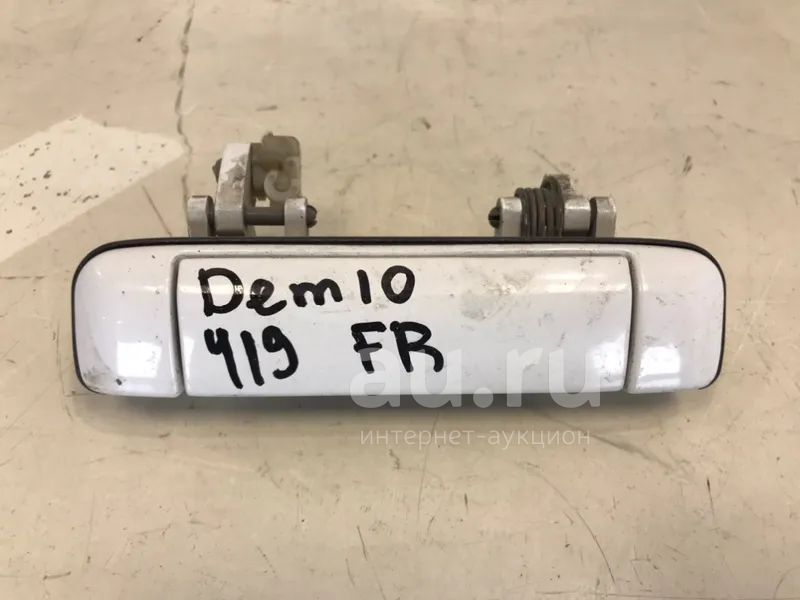 Demio
419 FR
au.ru
интернет-аукцион